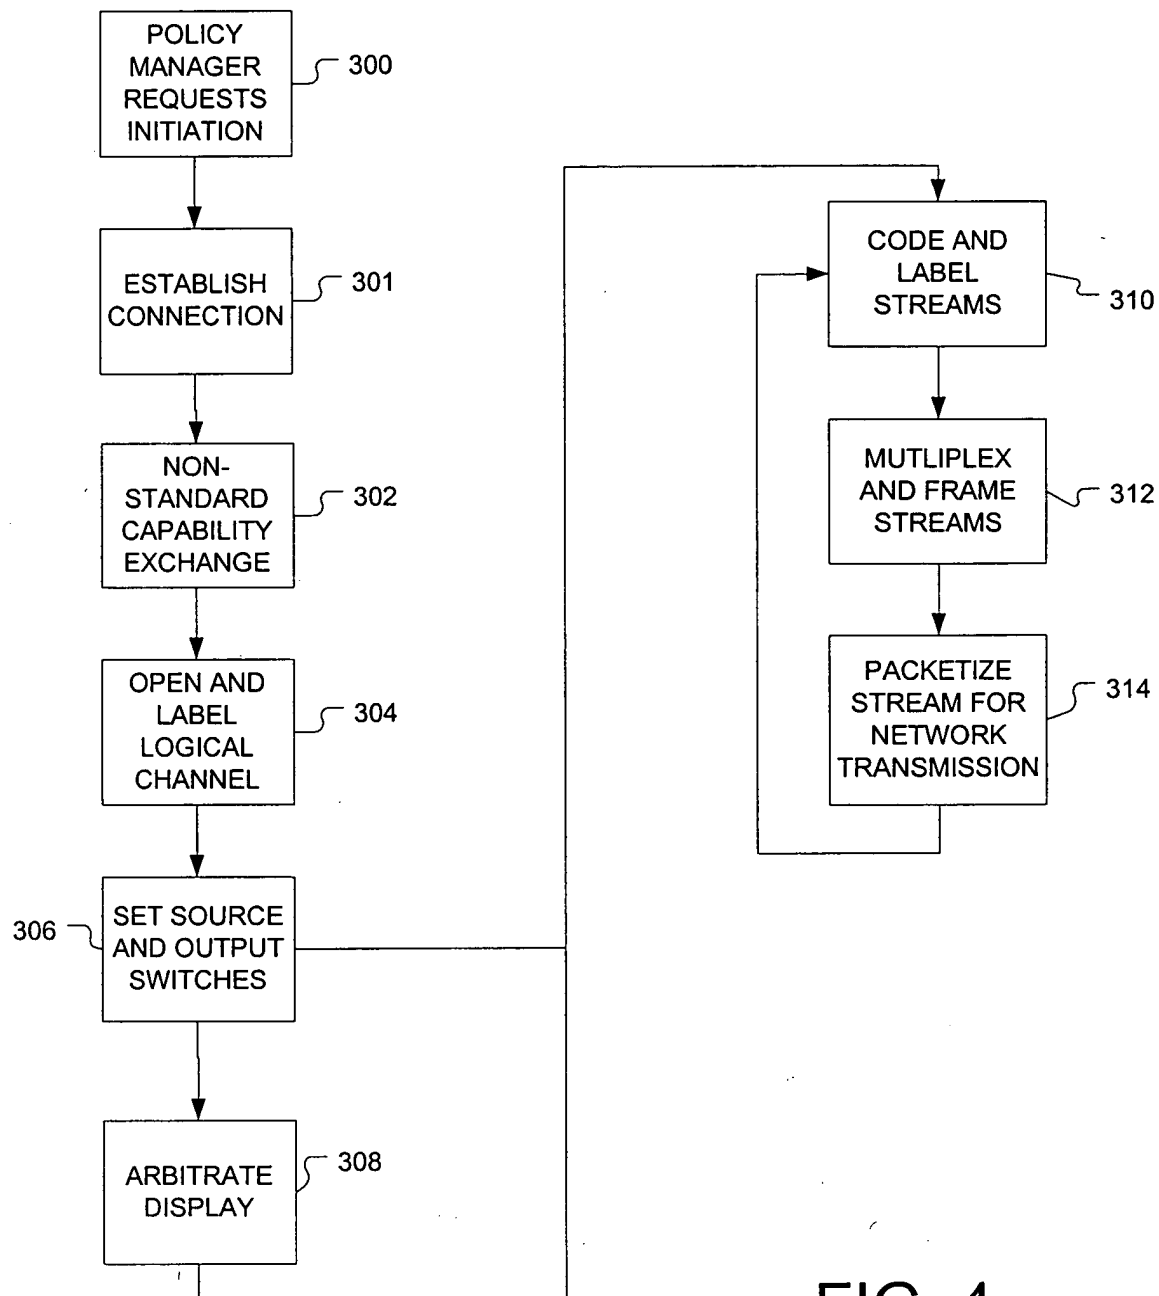 POLICY
MANAGER
REQUESTS
INITIATION
300
ESTABLISH
CONNECTION
301
NON-
STANDARD
CAPABILITY
EXCHANGE
302
OPEN AND
LABEL
LOGICAL
CHANNEL
304
SET SOURCE
AND OUTPUT
SWITCHES
306
ARBITRATE
DISPLAY
308
CODE AND
LABEL
STREAMS
310
MUTLIPLEX
AND FRAME
STREAMS
312
PACKETIZE
STREAM FOR
NETWORK
TRANSMISSION
314
FIG. 4